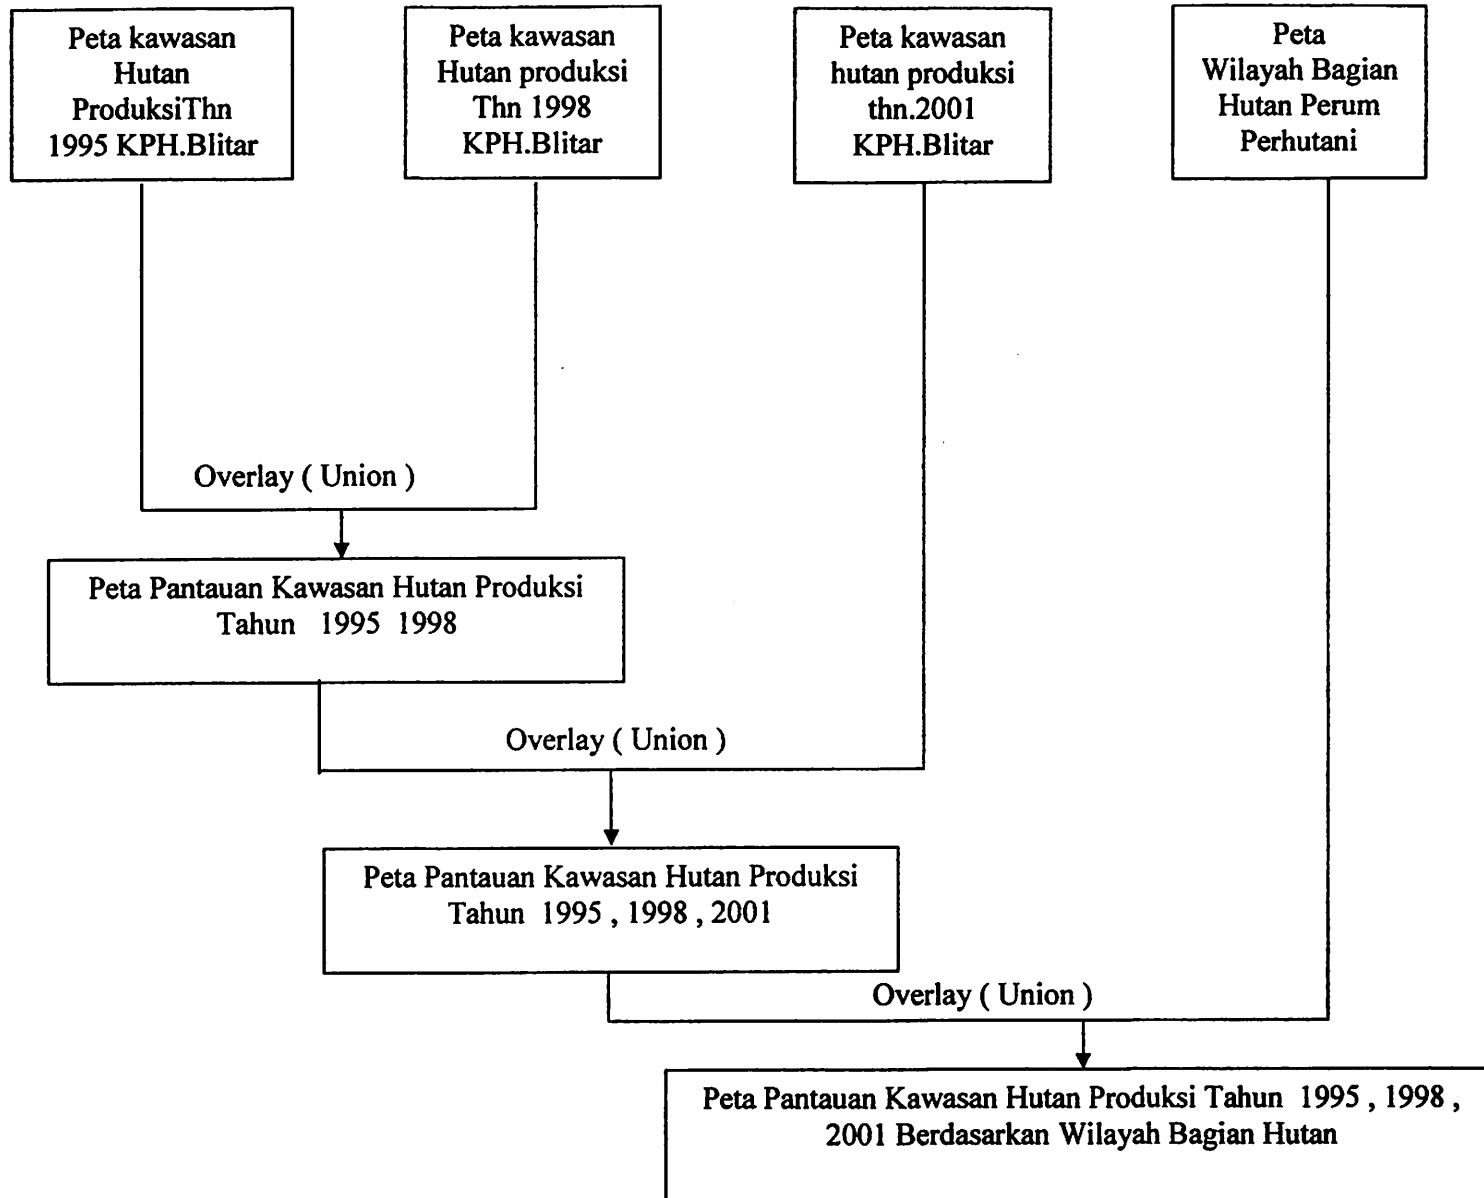 Peta kawasan
Hutan
ProduksiThn
1995 KPH.Blitar
Peta kawasan
Hutan produksi
Thn 1998
KPH.Blitar
Peta kawasan
hutan produksi
thn.2001
KPH.Blitar
Peta
Wilayah Bagian
Hutan Perum
Perhutani
Overlay ( Union )
Peta Pantauan Kawasan Hutan Produksi
Tahun 1995 1998
Overlay ( Union )
Peta Pantauan Kawasan Hutan Produksi
Tahun 1995 , 1998 , 2001
Overlay ( Union )
Peta Pantauan Kawasan Hutan Produksi Tahun 1995 , 1998 ,
2001 Berdasarkan Wilayah Bagian Hutan